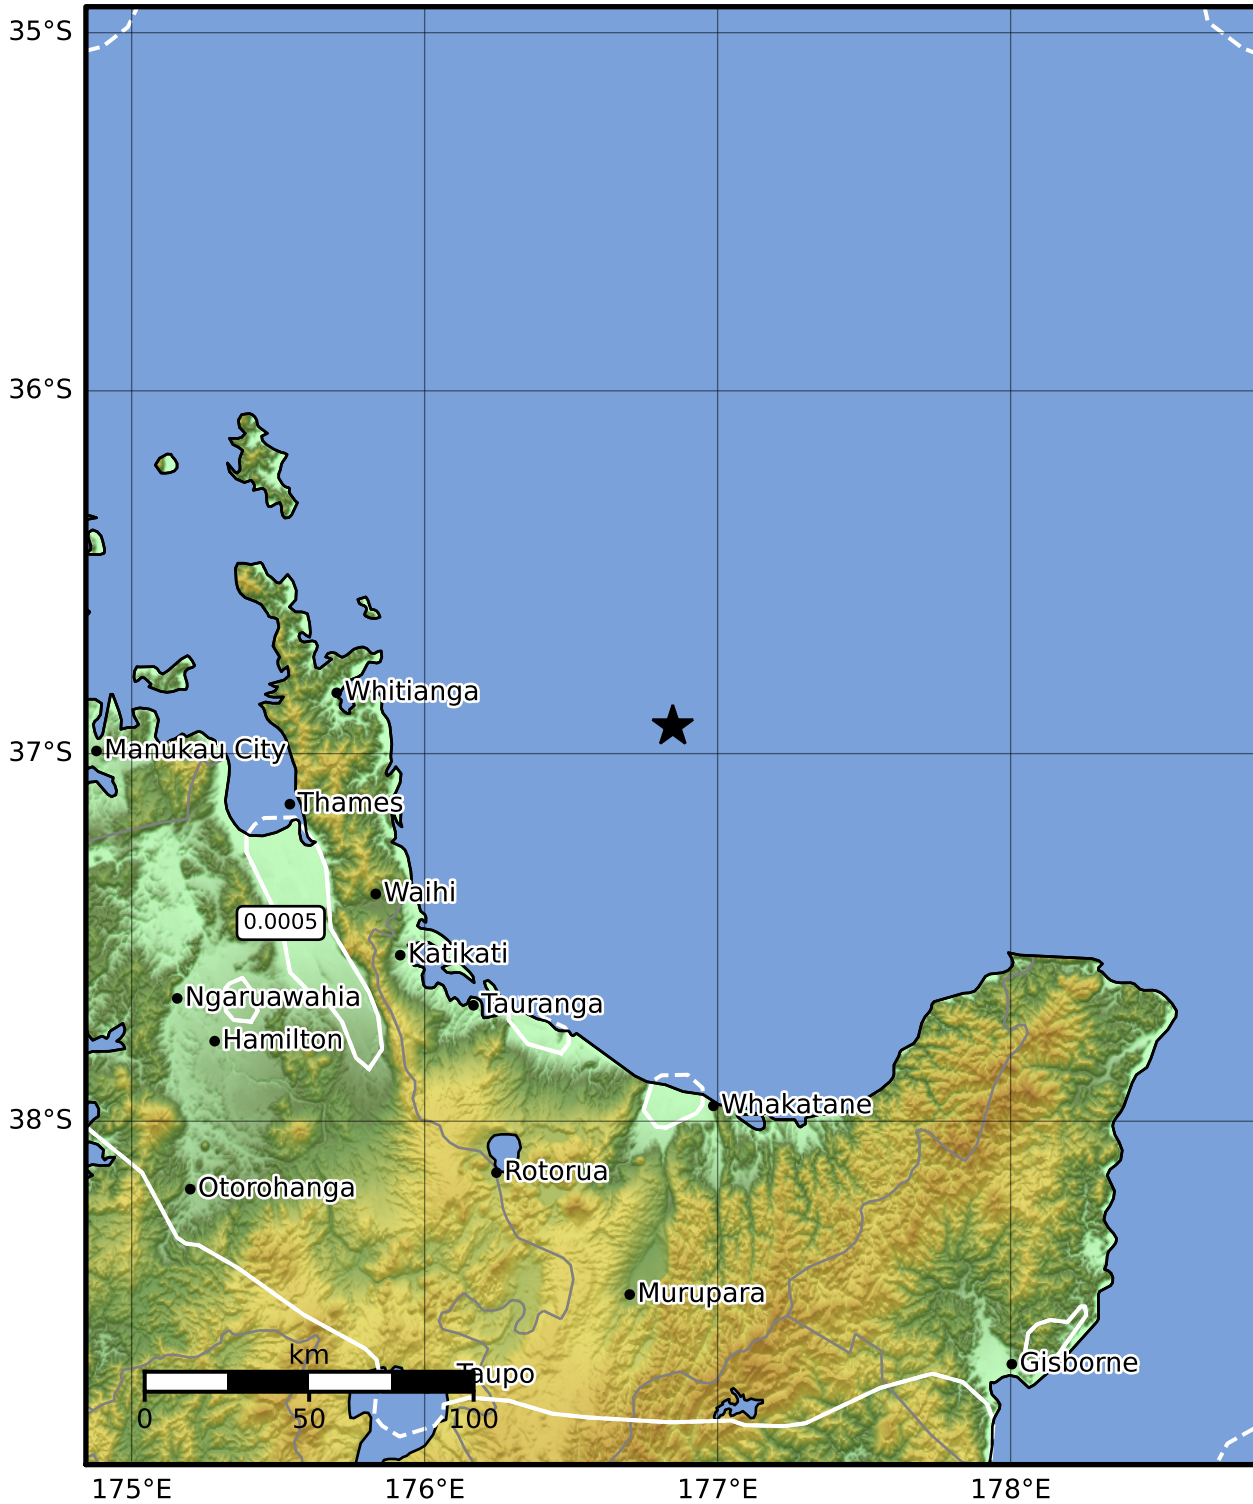 35°S
36°S
Whitianga
37°S
Manukau City
Thames
Waihi
0.0005
Katikati
Ngaruawahia
Tauranga
Hamilton
38°S
Whakatane
Rotorua
Otorohanga
Murupara
km
Gisborne
Taupo
0 50 100
175°E 176°E 177°E 178°E